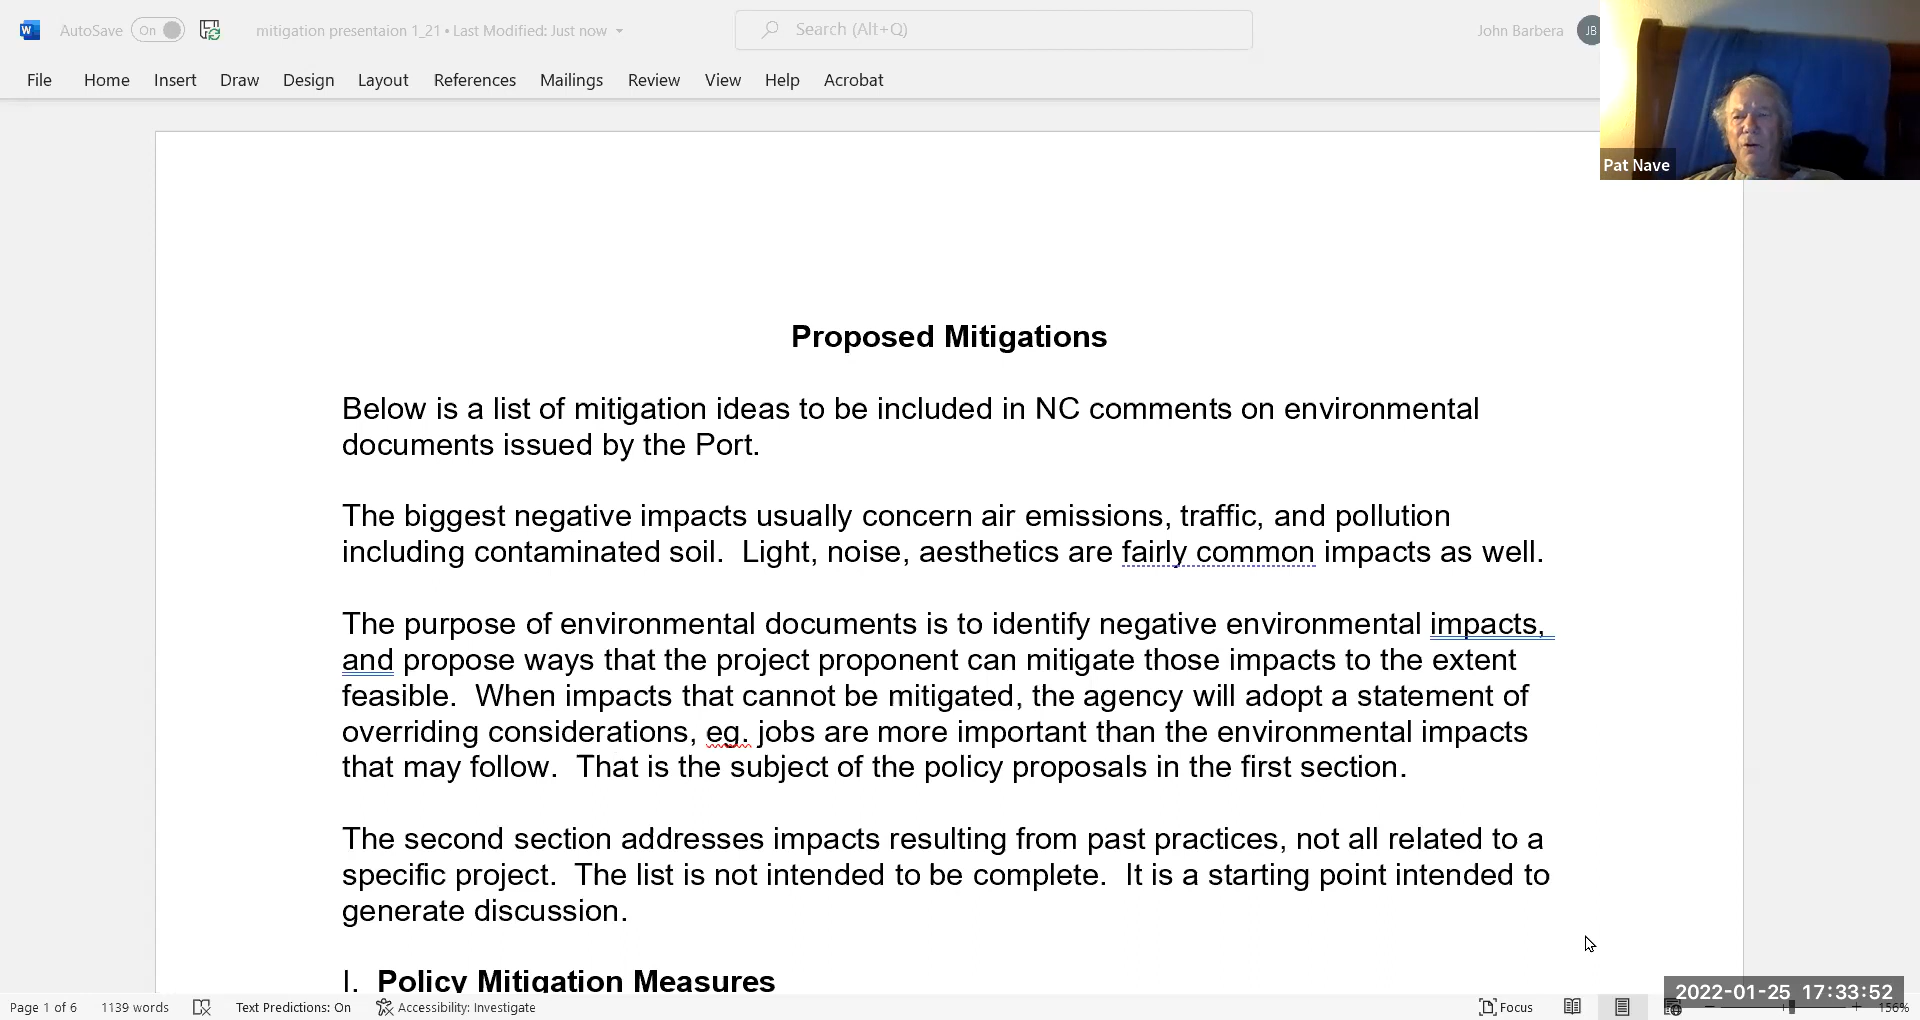 AutoSave On mitigation presentaion 1_21 • Last Modified: Just now Search (Alt+Q) John Barbera JB
File Home Insert Draw Design Layout References Mailings Review View Help Acrobat
Pat Nave
Proposed Mitigations
Below is a list of mitigation ideas to be included in NC comments on environmental
documents issued by the Port.
The biggest negative impacts usually concern air emissions, traffic, and pollution
including contaminated soil.  Light, noise, aesthetics are fairly common impacts as well.
The purpose of environmental documents is to identify negative environmental impacts,
and propose ways that the project proponent can mitigate those impacts to the extent
feasible.  When impacts that cannot be mitigated, the agency will adopt a statement of
overriding considerations, eg. jobs are more important than the environmental impacts
that may follow.  That is the subject of the policy proposals in the first section.
The second section addresses impacts resulting from past practices, not all related to a
specific project.  The list is not intended to be complete.  It is a starting point intended to
generate discussion.
I.  Policy Mitigation Measures
2022-01-25 17:33:52
Page 1 of 6 1139 words Text Predictions: On Accessibility: Investigate Focus 156%